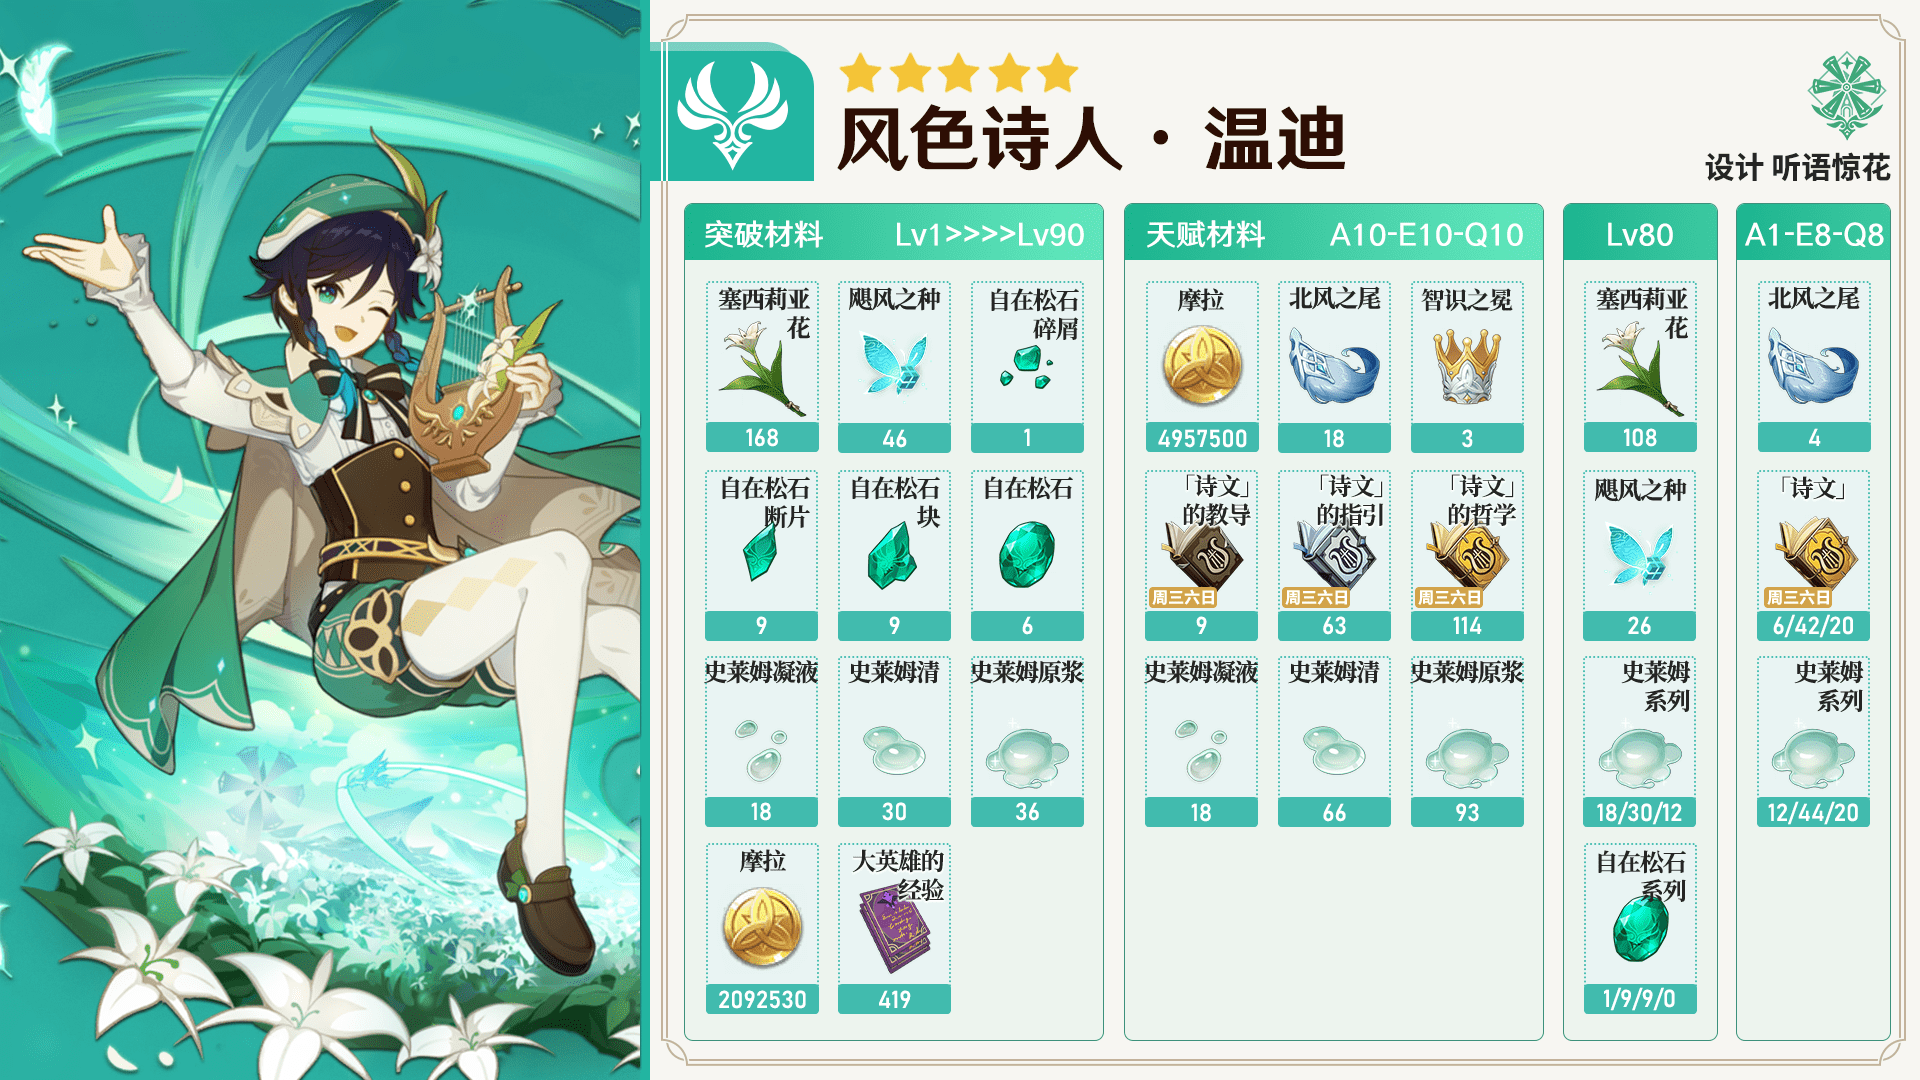 风色诗人·温迪
设计 听语惊花
突破材料 Lv1>>>>Lv90
塞西莉亚
花
168
飓风之种
46
自在松石
碎屑
1
自在松石
断片
9
自在松石
块
9
自在松石
6
史莱姆凝液
18
史莱姆清
30
史莱姆原浆
36
摩拉
2092530
大英雄的
经验
419
天赋材料 A10-E10-Q10
摩拉
4957500
北风之尾
18
智识之冕
3
「诗文」
的教导
周三六日
9
「诗文」
的指引
周三六日
63
「诗文」
的哲学
周三六日
114
史莱姆凝液
18
史莱姆清
66
史莱姆原浆
93
Lv80
塞西莉亚
花
108
飓风之种
26
史莱姆
系列
18/30/12
自在松石
系列
1/9/9/0
A1-E8-Q8
北风之尾
4
「诗文」
周三六日
6/42/20
史莱姆
系列
12/44/20